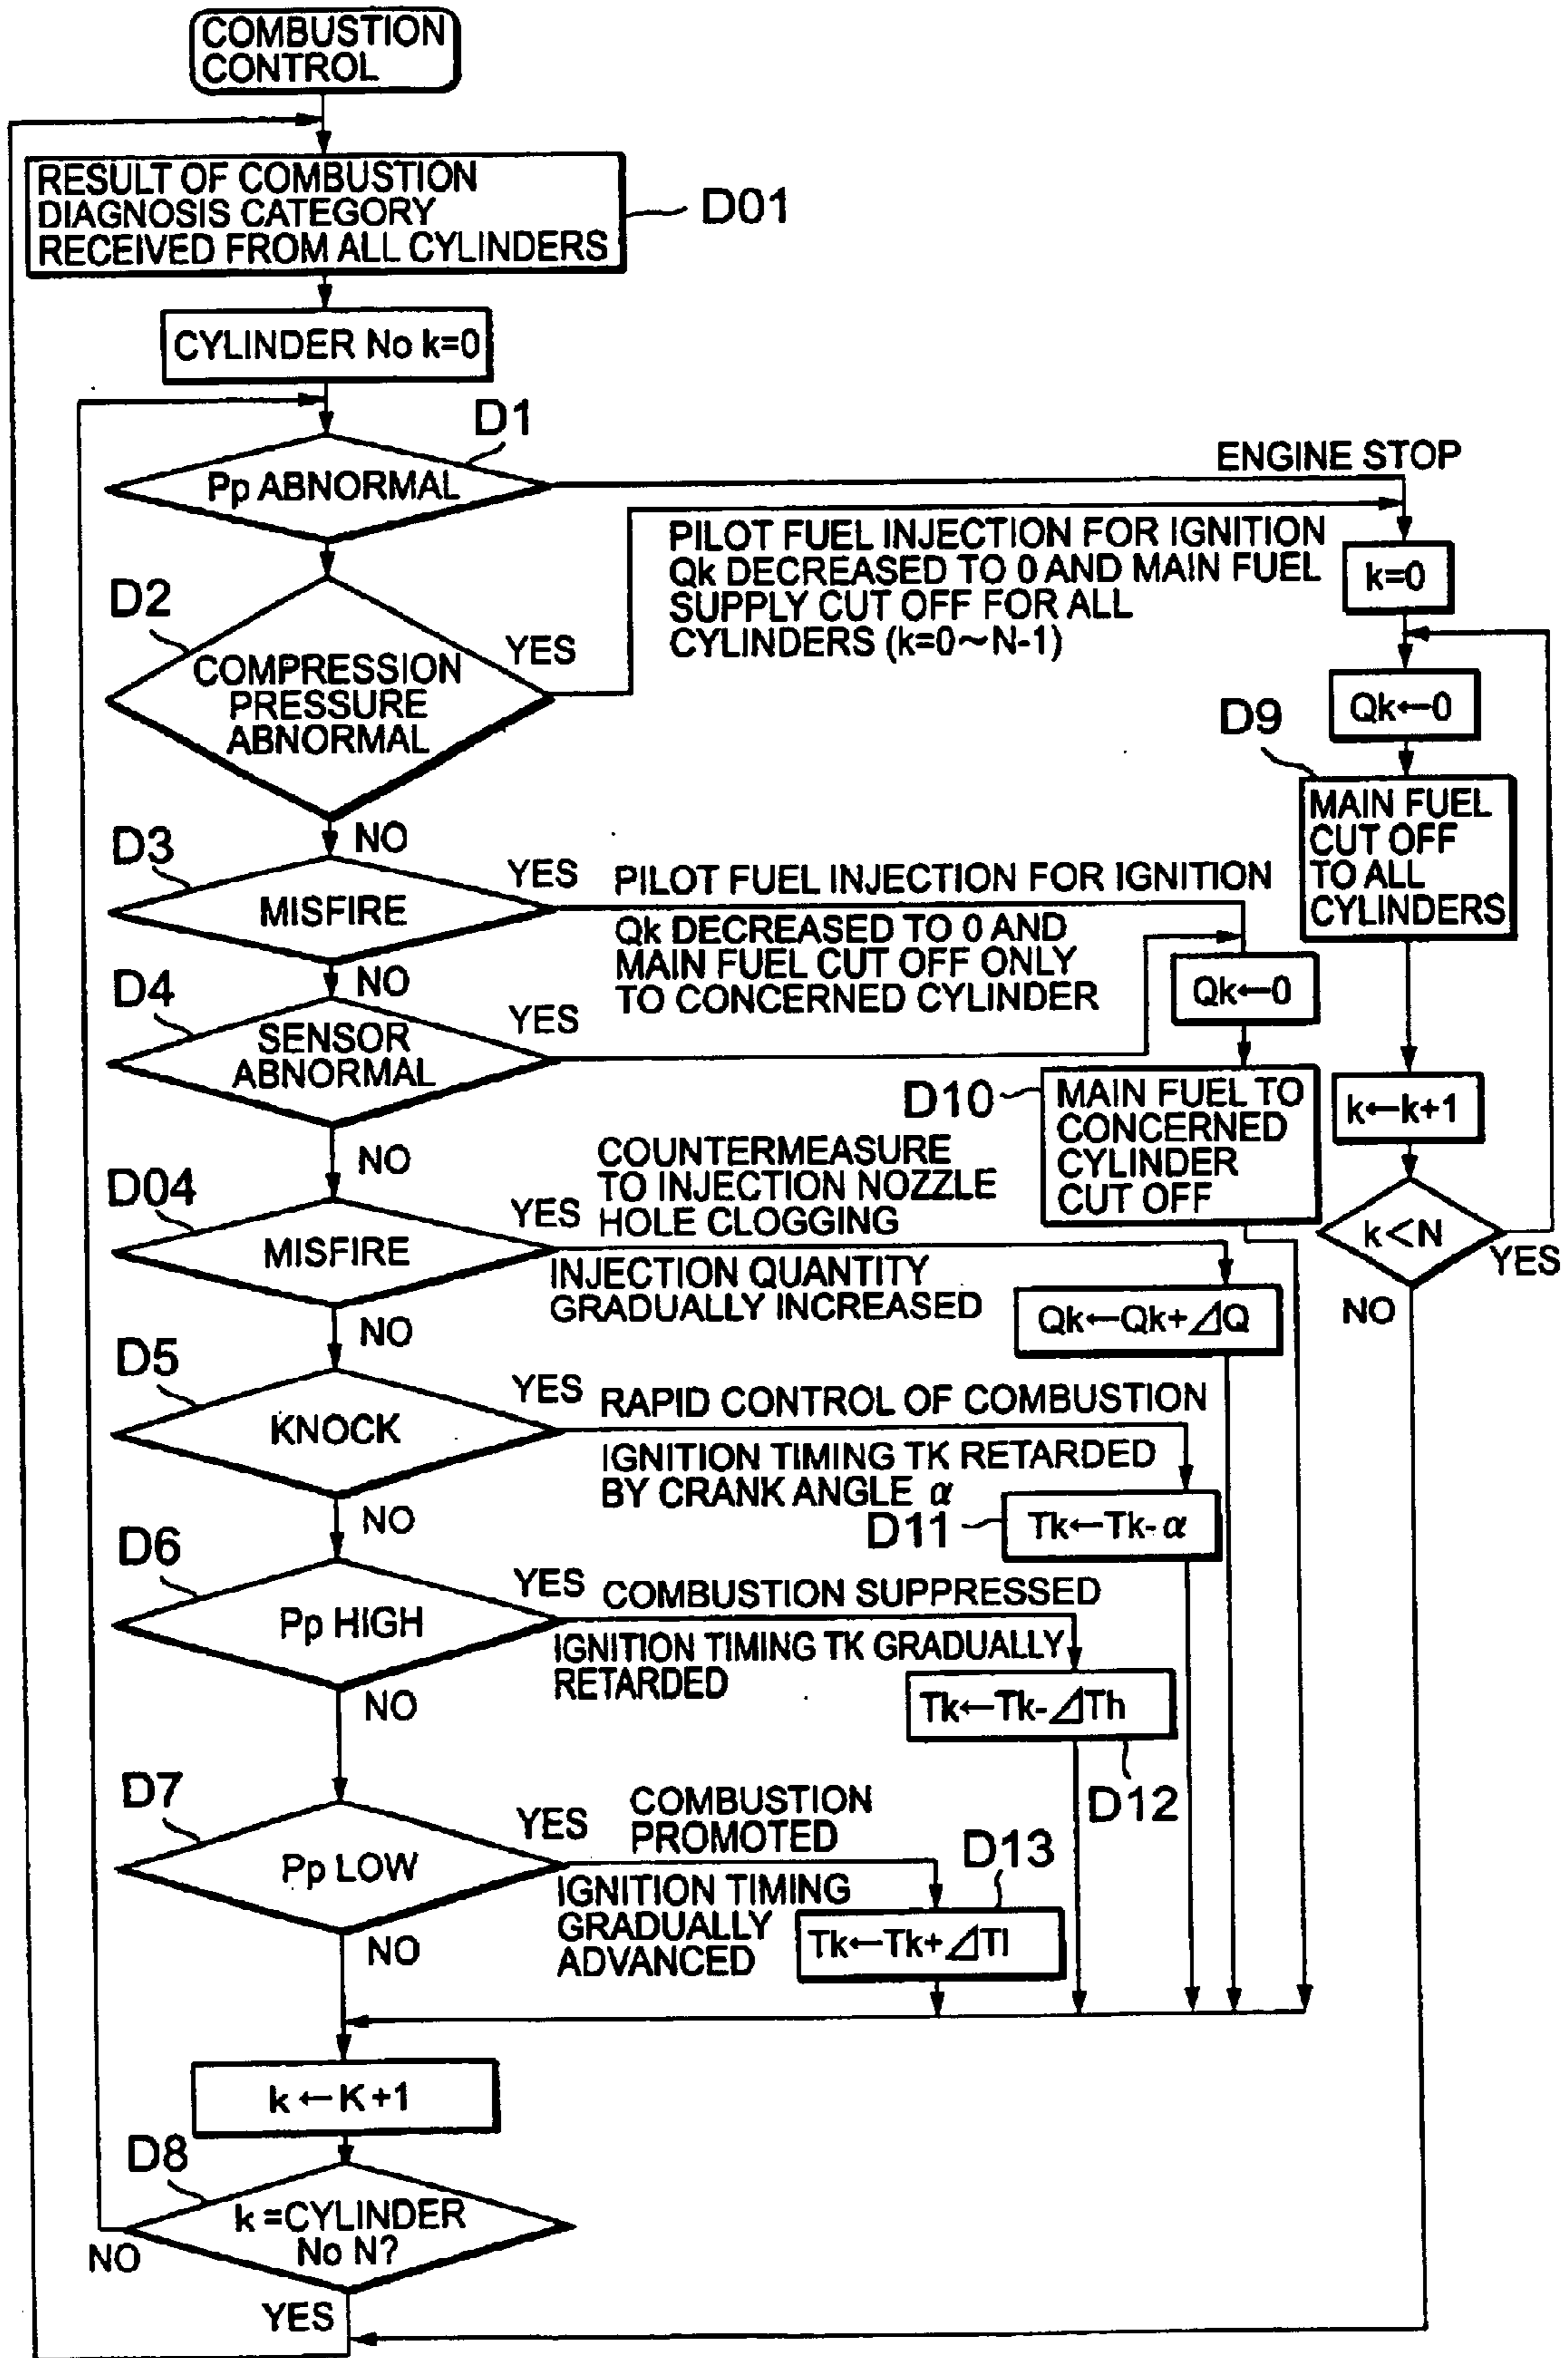 COMBUSTION
CONTROL
RESULT OF COMBUSTION
DIAGNOSIS CATEGORY
RECEIVED FROM ALL CYLINDERS
D01
CYLINDER No k=0
D1
Pp ABNORMAL
ENGINE STOP
PILOT FUEL INJECTION FOR IGNITION
Qk DECREASED TO 0 AND MAIN FUEL
SUPPLY CUT OFF FOR ALL
CYLINDERS (k=0~N-1)
k=0
D2
YES
COMPRESSION
PRESSURE
ABNORMAL
Qk←0
D9
MAIN FUEL
CUT OFF
TO ALL
CYLINDERS
NO
D3
YES
PILOT FUEL INJECTION FOR IGNITION
MISFIRE
Qk DECREASED TO 0 AND
MAIN FUEL CUT OFF ONLY
TO CONCERNED CYLINDER
Qk←0
NO
D4
YES
SENSOR
ABNORMAL
D10
MAIN FUEL TO
CONCERNED
CYLINDER
CUT OFF
k←k+1
NO
COUNTERMEASURE
TO INJECTION NOZZLE
HOLE CLOGGING
D04
YES
MISFIRE
k<N
YES
NO
INJECTION QUANTITY
GRADUALLY INCREASED
Qk←Qk+⊿Q
NO
D5
YES
RAPID CONTROL OF COMBUSTION
KNOCK
IGNITION TIMING TK RETARDED
BY CRANK ANGLE α
D11
Tk←Tk-α
NO
D6
YES
COMBUSTION SUPPRESSED
Pp HIGH
IGNITION TIMING TK GRADUALLY
RETARDED
Tk←Tk-⊿Th
D12
NO
D7
YES
COMBUSTION
PROMOTED
D13
Pp LOW
IGNITION TIMING
GRADUALLY
ADVANCED
Tk←Tk+⊿Tl
NO
k←K+1
D8
k=CYLINDER
No N?
NO
YES